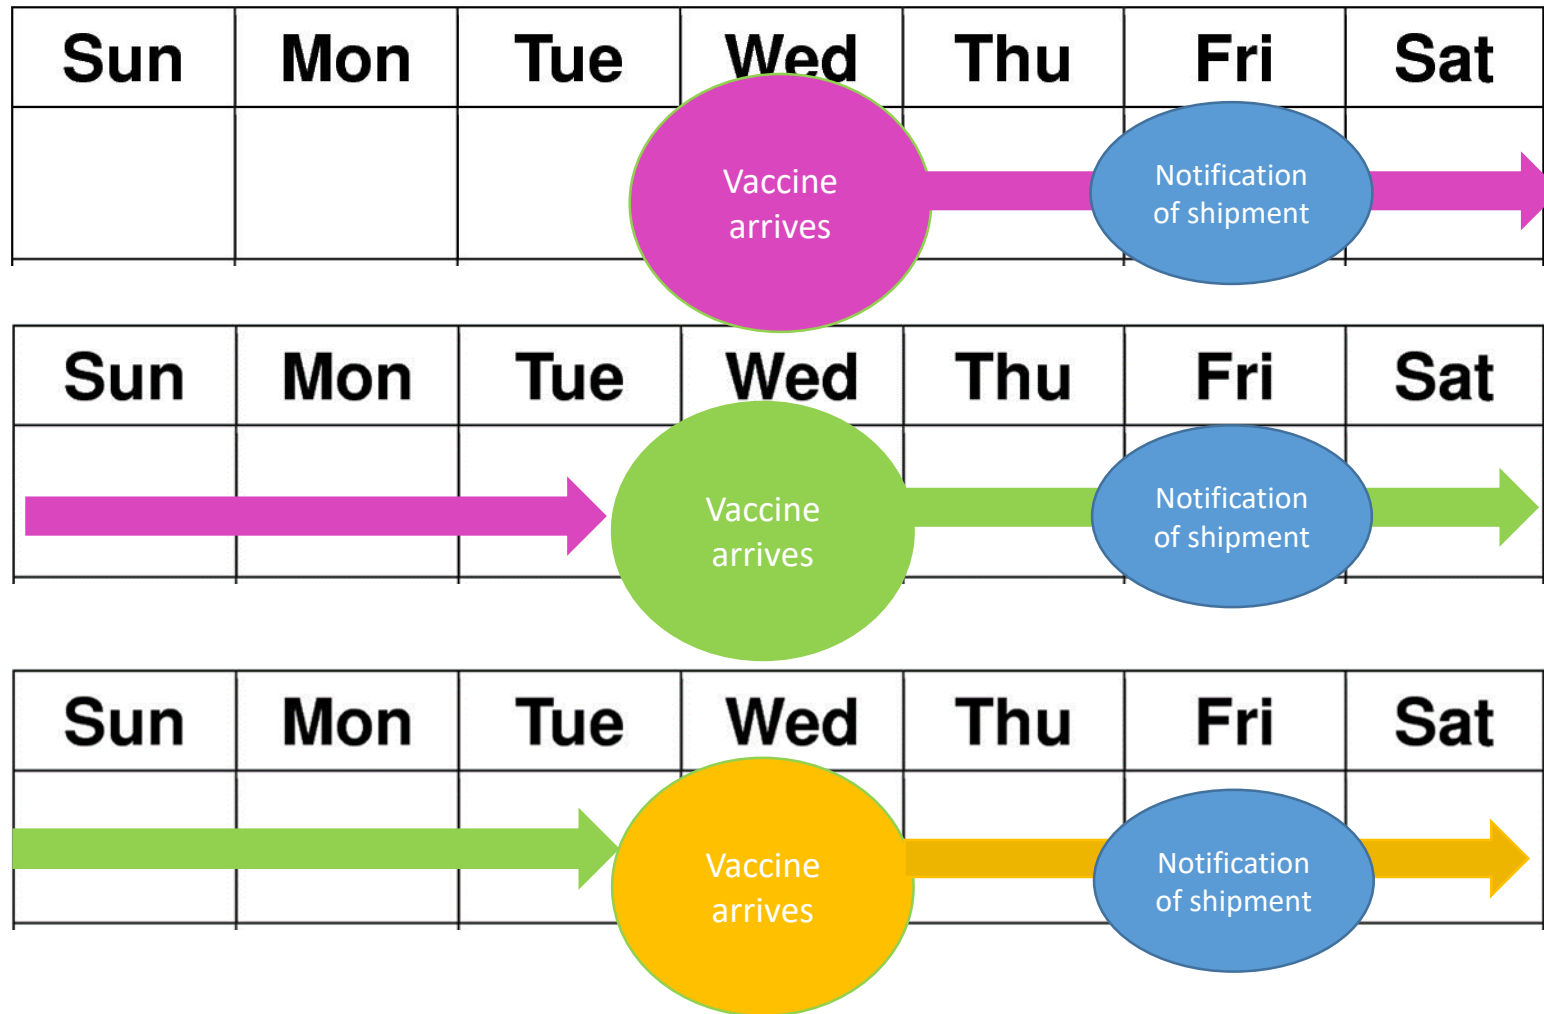 Sun Mon Tue Wed Thu Fri Sat
Vaccine
arrives
Notification
of shipment
Sun Mon Tue Wed Thu Fri Sat
Vaccine
arrives
Notification
of shipment
Sun Mon Tue Wed Thu Fri Sat
Vaccine
arrives
Notification
of shipment